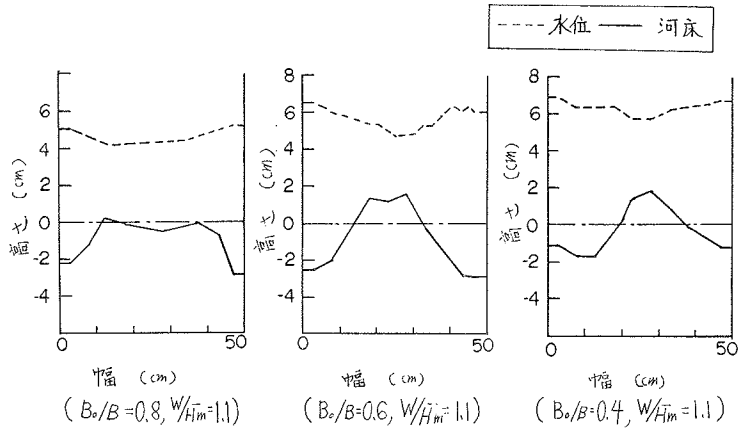 水位 河床
8 8
6 6 6
4 4 4
2 2 2
0 0 0
-2 -2 -2
-4 -4 -4
高さ (cm) 高さ (cm) 高さ (cm)
0 50 0 50 0 50
幅 (cm) 幅 (cm) 幅 (cm)
(B₀/B=0.8, W/Hm=1.1) (B₀/B=0.6, W/Hm=1.1) (B₀/B=0.4, W/Hm=1.1)